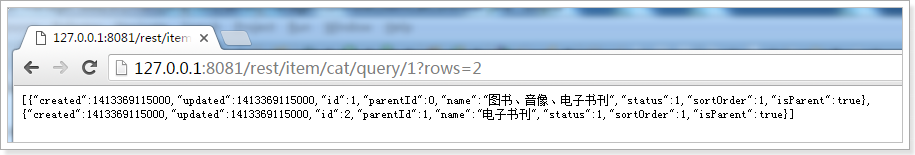 127.0.0.1:8081/rest/item
127.0.0.1:8081/rest/item/cat/query/1?rows=2
[{"created":1413369115000,"updated":1413369115000,"id":1,"parentId":0,"name":"图书、音像、电子书刊","status":1,"sortOrder":1,"isParent":true},
{"created":1413369115000,"updated":1413369115000,"id":2,"parentId":1,"name":"电子书刊","status":1,"sortOrder":1,"isParent":true}]